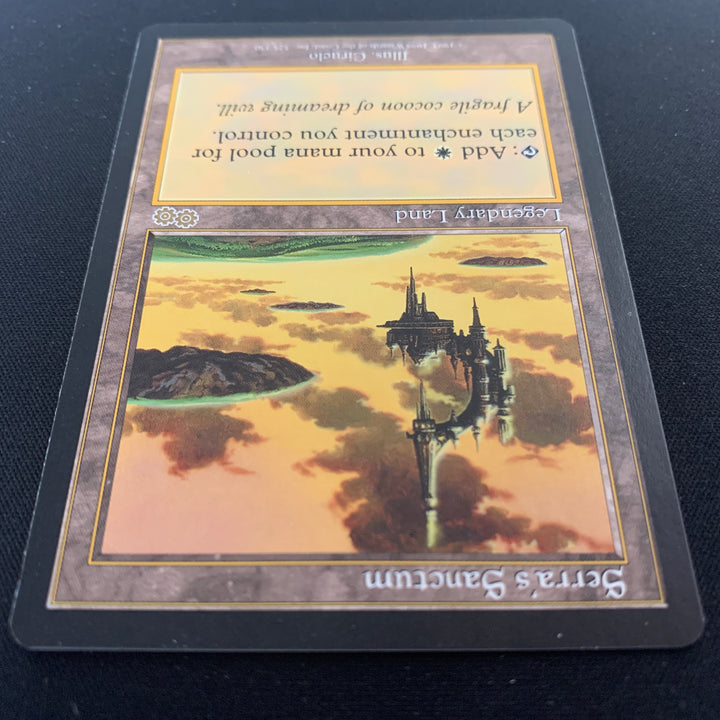 Serra's Sanctum
Legendary Land
: Add to your mana pool for
each enchantment you control.
A fragile cocoon of dreaming will.
Illus. Ciruelo